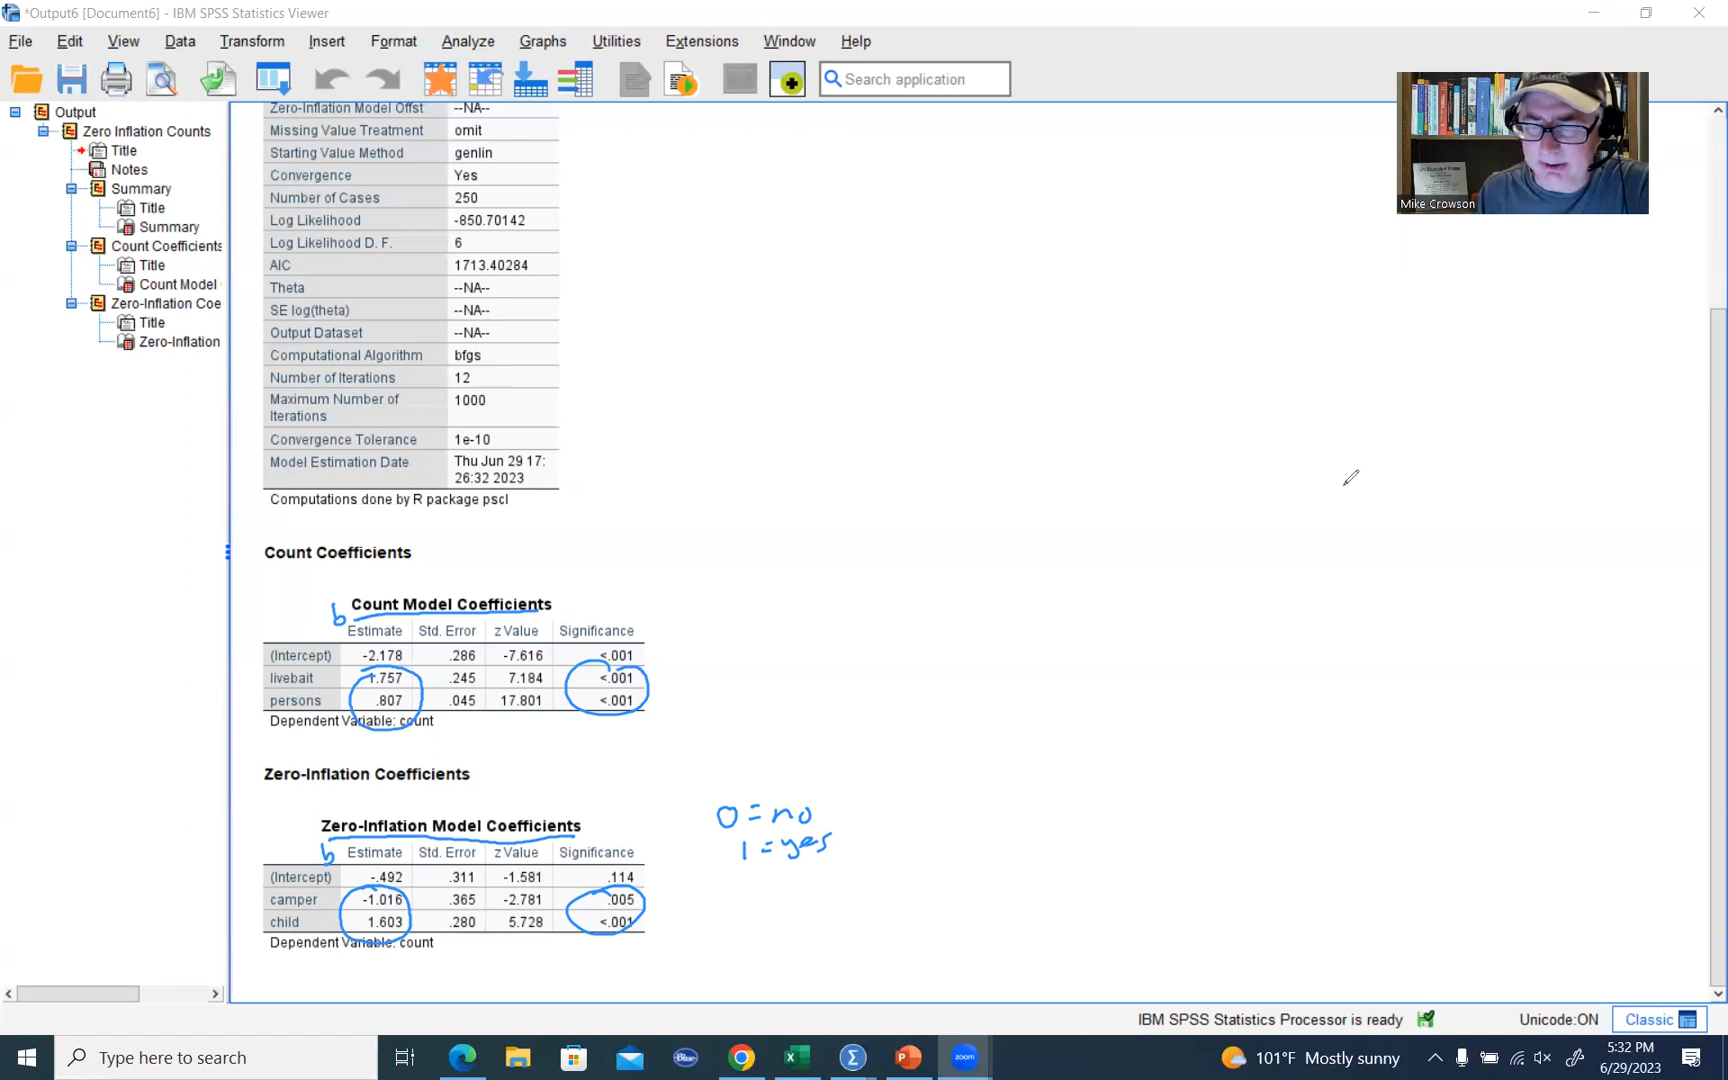 *Output6 [Document6] - IBM SPSS Statistics Viewer
File Edit View Data Transform Insert Format Analyze Graphs Utilities Extensions Window Help
Search application
Output
Zero Inflation Counts
Title
Notes
Summary
Title
Summary
Count Coefficients
Title
Count Model
Zero-Inflation Coe
Title
Zero-Inflation
Zero-Inflation Model Offst --NA--
Missing Value Treatment omit
Starting Value Method genlin
Convergence Yes
Number of Cases 250
Log Likelihood -850.70142
Log Likelihood D. F. 6
AIC 1713.40284
Theta --NA--
SE log(theta) --NA--
Output Dataset --NA--
Computational Algorithm bfgs
Number of Iterations 12
Maximum Number of Iterations 1000
Convergence Tolerance 1e-10
Model Estimation Date Thu Jun 29 17:
26:32 2023
Computations done by R package pscl
Mike Crowson
Count Coefficients
Count Model Coefficients
b
Estimate Std. Error z Value Significance
(Intercept) -2.178 .286 -7.616 <.001
livebait 1.757 .245 7.184 <.001
persons .807 .045 17.801 <.001
Dependent Variable: count
Zero-Inflation Coefficients
Zero-Inflation Model Coefficients
b
Estimate Std. Error z Value Significance
(Intercept) -.492 .311 -1.581 .114
camper -1.016 .365 -2.781 .005
child 1.603 .280 5.728 <.001
Dependent Variable: count
0 = no
1 = yes
IBM SPSS Statistics Processor is ready Unicode:ON Classic
Type here to search
Blue
zoom
101°F Mostly sunny
5:32 PM
6/29/2023